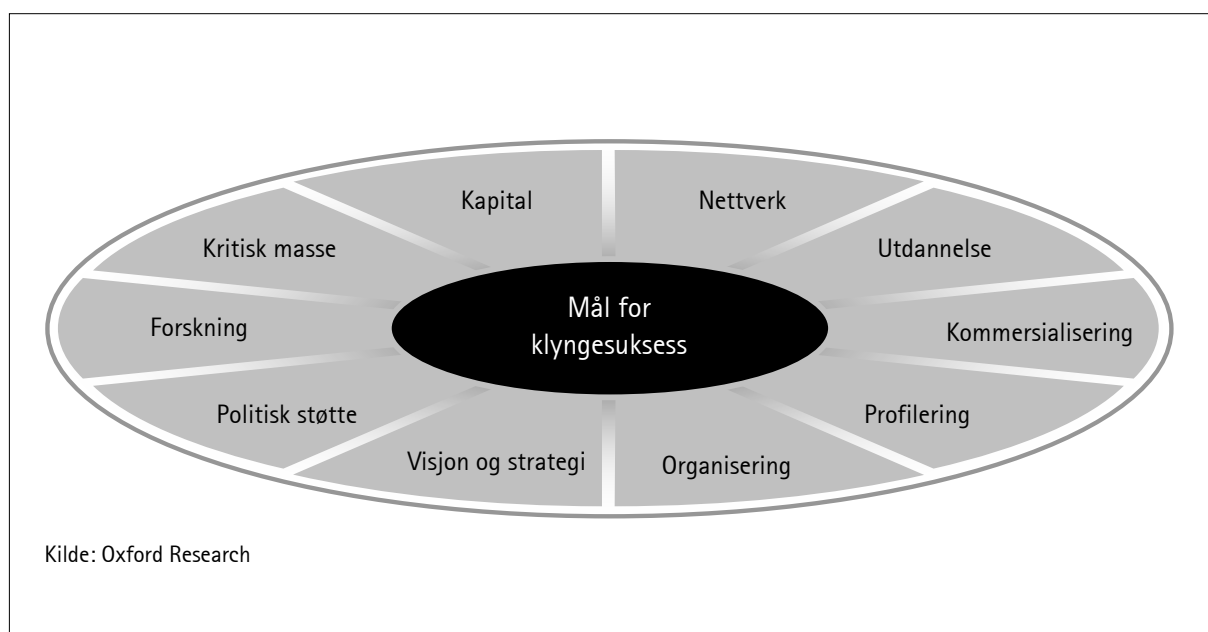 Kapital
Nettverk
Kritisk masse
Utdannelse
Mål for
klyngesuksess
Forskning
Kommersialisering
Politisk støtte
Profilering
Visjon og strategi
Organisering
Kilde: Oxford Research